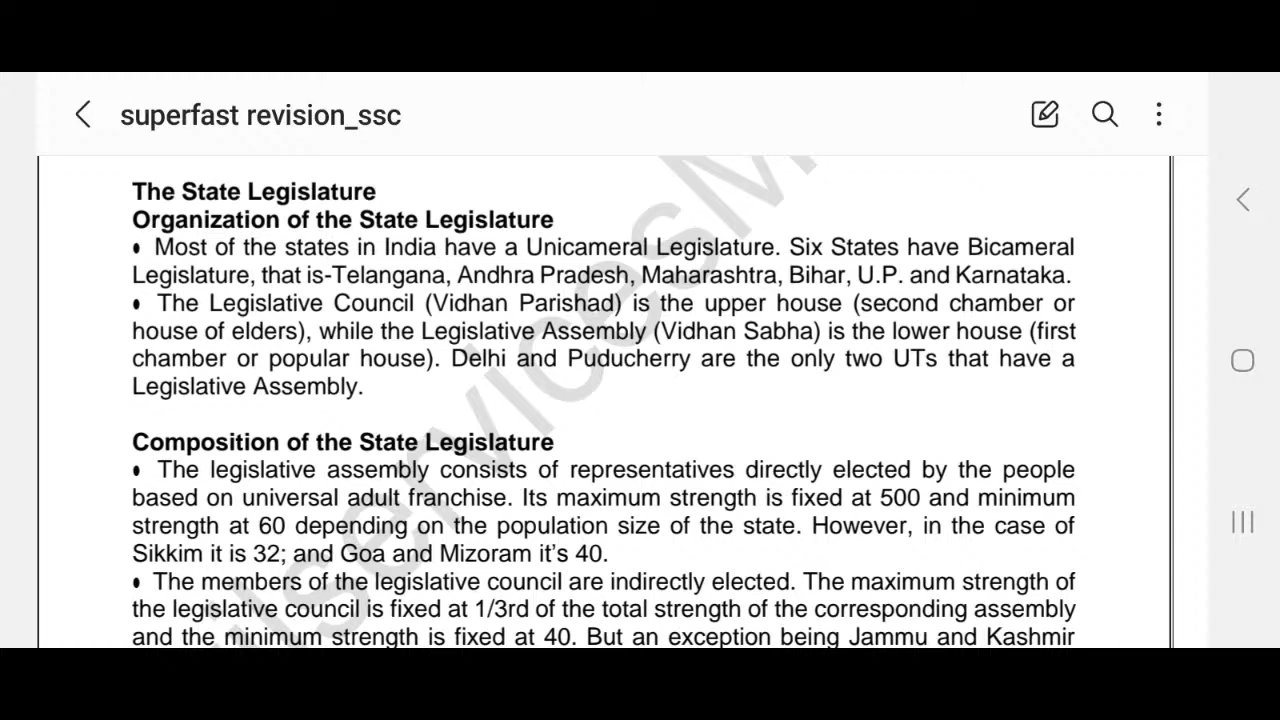 superfast revision_ssc
The State Legislature
Organization of the State Legislature
• Most of the states in India have a Unicameral Legislature. Six States have Bicameral
Legislature, that is-Telangana, Andhra Pradesh, Maharashtra, Bihar, U.P. and Karnataka.
• The Legislative Council (Vidhan Parishad) is the upper house (second chamber or
house of elders), while the Legislative Assembly (Vidhan Sabha) is the lower house (first
chamber or popular house). Delhi and Puducherry are the only two UTs that have a
Legislative Assembly.
Composition of the State Legislature
• The legislative assembly consists of representatives directly elected by the people
based on universal adult franchise. Its maximum strength is fixed at 500 and minimum
strength at 60 depending on the population size of the state. However, in the case of
Sikkim it is 32; and Goa and Mizoram it's 40.
• The members of the legislative council are indirectly elected. The maximum strength of
the legislative council is fixed at 1/3rd of the total strength of the corresponding assembly
and the minimum strength is fixed at 40. But an exception being Jammu and Kashmir